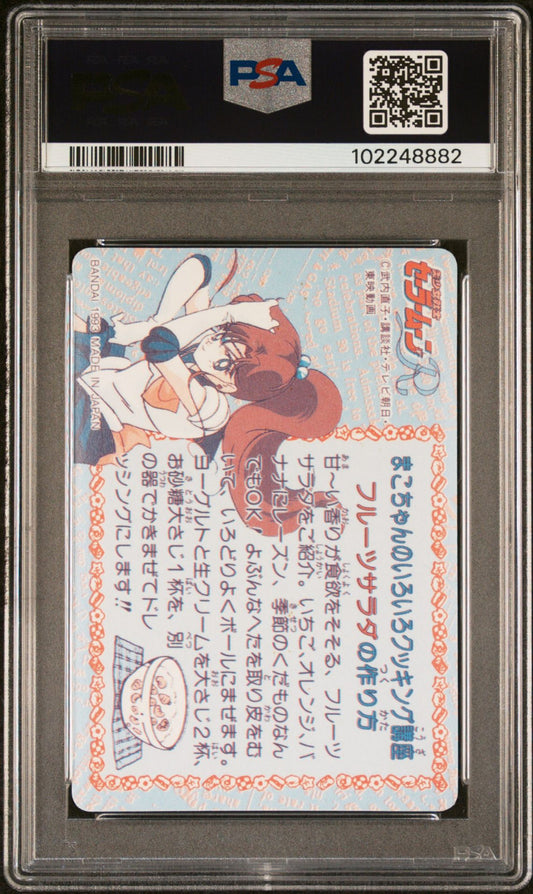 PSA
102248882
美少女戦士
セーラームーンR
©武内直子・講談社・テレビ朝日・
東映動画
BANDAI 1993 MADE IN JAPAN
まこちゃんのいろいろクッキング講座
フルーツサラダの作り方
甘〜い香りが食欲をそそる、フルーツ
サラダをご紹介。いちご、オレンジ、バ
ナナにレーズン、季節のくだものなん
でもOK。よぶんなへたを取り皮をむ
いて、いろどりよくボールにまぜます。
ヨーグルトと生クリームを大さじ2杯、
お砂糖大さじ1杯を、別
の器でかきまぜてドレ
ッシングにします!!
PSA